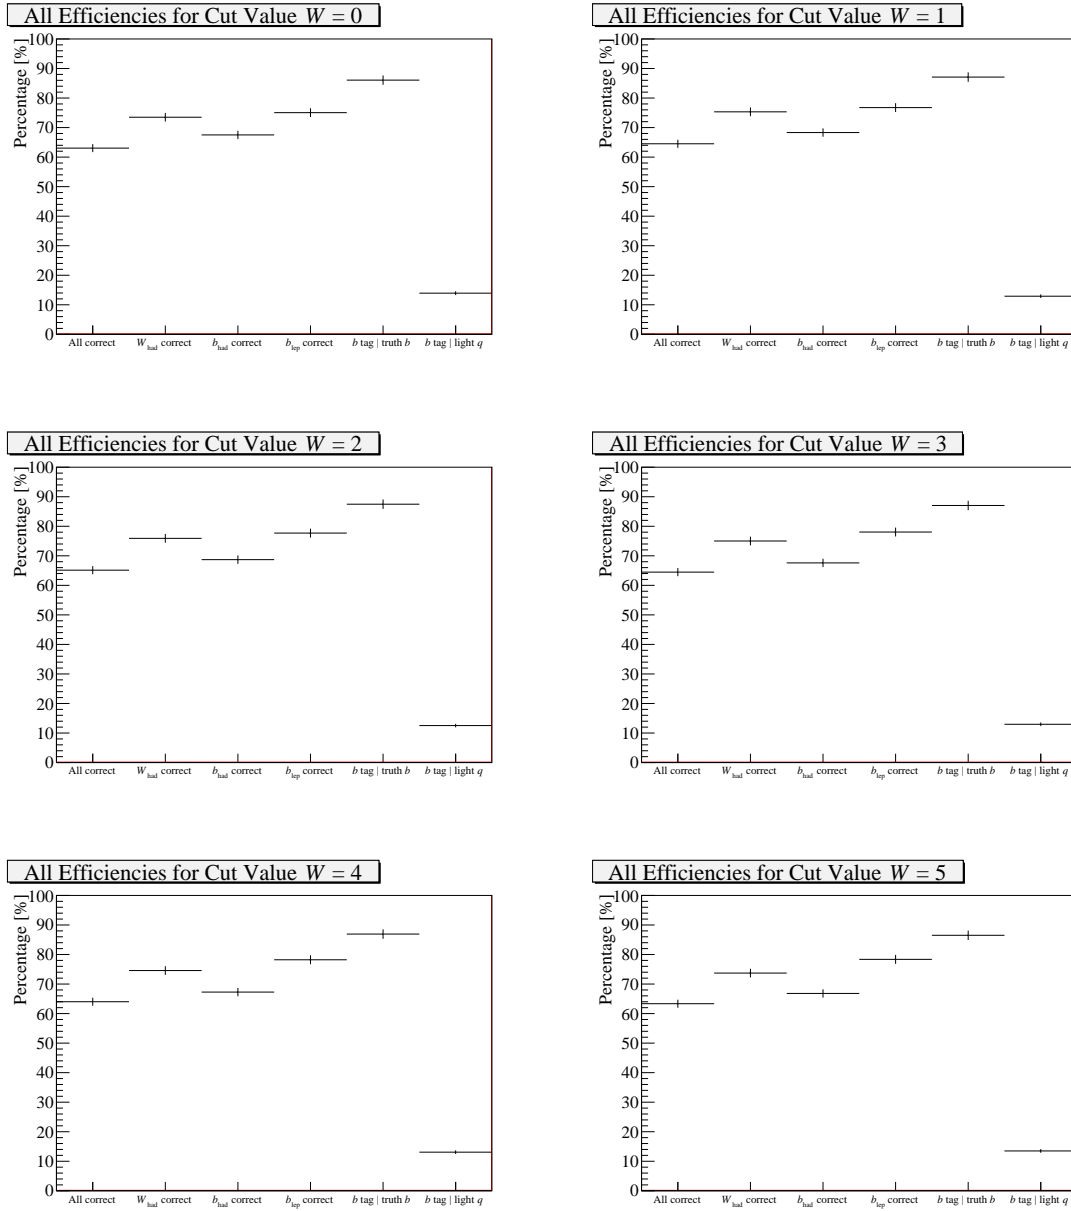 All Efficiencies for Cut Value W = 0
Percentage [%]
100
90
80
70
60
50
40
30
20
10
0
All correct
W_had correct
b_had correct
b_lep correct
b tag | truth b
b tag | light q
All Efficiencies for Cut Value W = 1
Percentage [%]
100
90
80
70
60
50
40
30
20
10
0
All correct
W_had correct
b_had correct
b_lep correct
b tag | truth b
b tag | light q
All Efficiencies for Cut Value W = 2
Percentage [%]
100
90
80
70
60
50
40
30
20
10
0
All correct
W_had correct
b_had correct
b_lep correct
b tag | truth b
b tag | light q
All Efficiencies for Cut Value W = 3
Percentage [%]
100
90
80
70
60
50
40
30
20
10
0
All correct
W_had correct
b_had correct
b_lep correct
b tag | truth b
b tag | light q
All Efficiencies for Cut Value W = 4
Percentage [%]
100
90
80
70
60
50
40
30
20
10
0
All correct
W_had correct
b_had correct
b_lep correct
b tag | truth b
b tag | light q
All Efficiencies for Cut Value W = 5
Percentage [%]
100
90
80
70
60
50
40
30
20
10
0
All correct
W_had correct
b_had correct
b_lep correct
b tag | truth b
b tag | light q